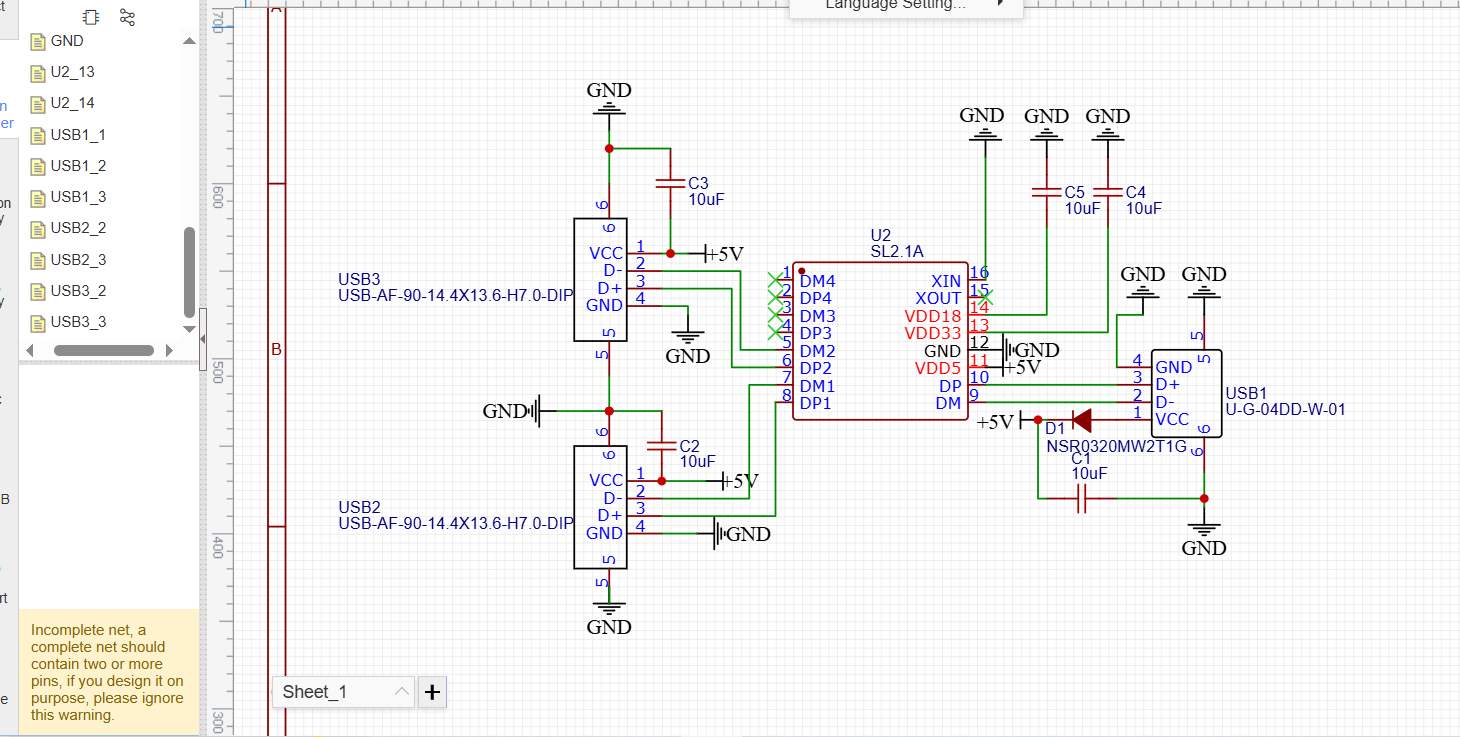 Language Setting...
GND
U2_13
U2_14
USB1_1
USB1_2
USB1_3
USB2_2
USB2_3
USB3_2
USB3_3
Incomplete net, a
complete net should
contain two or more
pins, if you design it on
purpose, please ignore
this warning.
700
600
500
400
300
A
B
GND
C3
10uF
6
6
VCC 1
D- 2
D+ 3
GND 4
5
5
+5V
GND
USB3
USB-AF-90-14.4X13.6-H7.0-DIP
GND
C2
10uF
6
6
VCC 1
D- 2
D+ 3
GND 4
5
5
+5V
GND
GND
USB2
USB-AF-90-14.4X13.6-H7.0-DIP
U2
SL2.1A
1 DM4
2 DP4
3 DM3
4 DP3
5 DM2
6 DP2
7 DM1
8 DP1
XIN 16
XOUT 15
VDD18 14
VDD33 13
GND 12
VDD5 11
DP 10
DM 9
GND
GND
GND
C5
10uF
C4
10uF
GND
+5V
GND
GND
5
5
4 GND
3 D+
2 D-
1 VCC
6
6
USB1
U-G-04DD-W-01
+5V
D1
NSR0320MW2T1G
C1
10uF
GND
Sheet_1